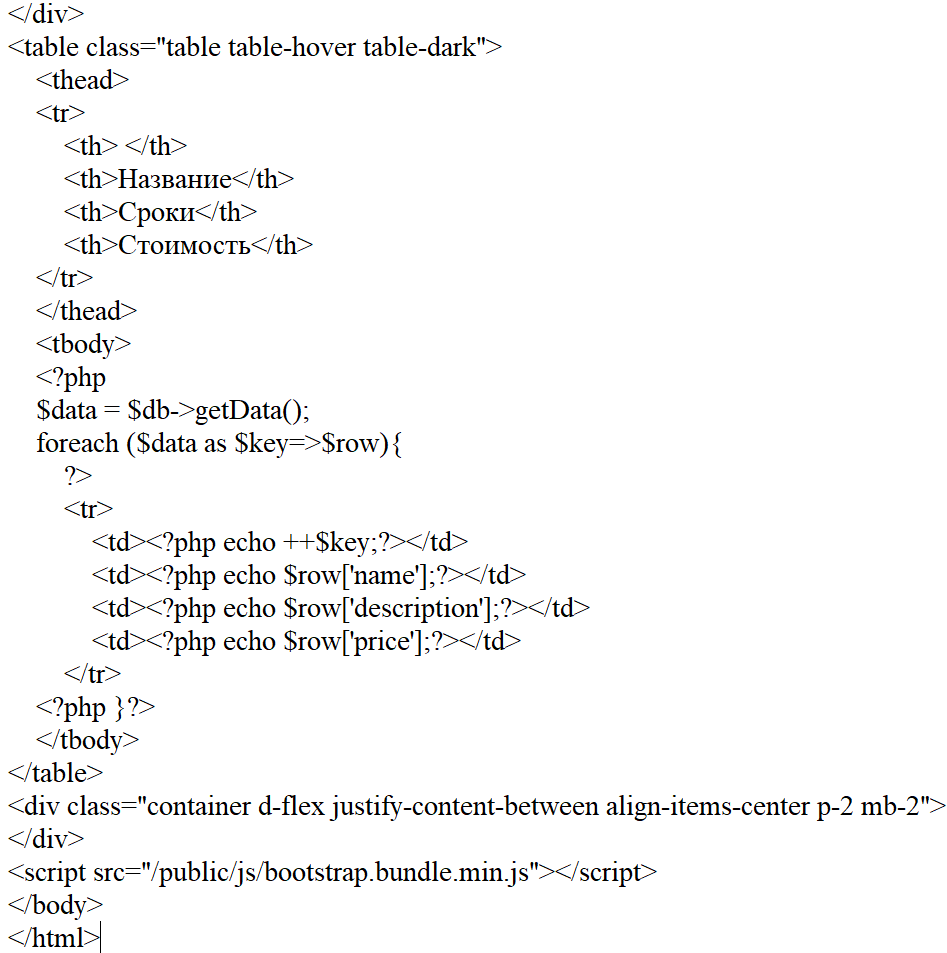 </div>
<table class="table table-hover table-dark">
<thead>
<tr>
<th> </th>
<th>Название</th>
<th>Сроки</th>
<th>Стоимость</th>
</tr>
</thead>
<tbody>
<?php
$data = $db->getData();
foreach ($data as $key=>$row){
?>
<tr>
<td><?php echo ++$key;?></td>
<td><?php echo $row['name'];?></td>
<td><?php echo $row['description'];?></td>
<td><?php echo $row['price'];?></td>
</tr>
<?php }?>
</tbody>
</table>
<div class="container d-flex justify-content-between align-items-center p-2 mb-2">
</div>
<script src="/public/js/bootstrap.bundle.min.js"></script>
</body>
</html>